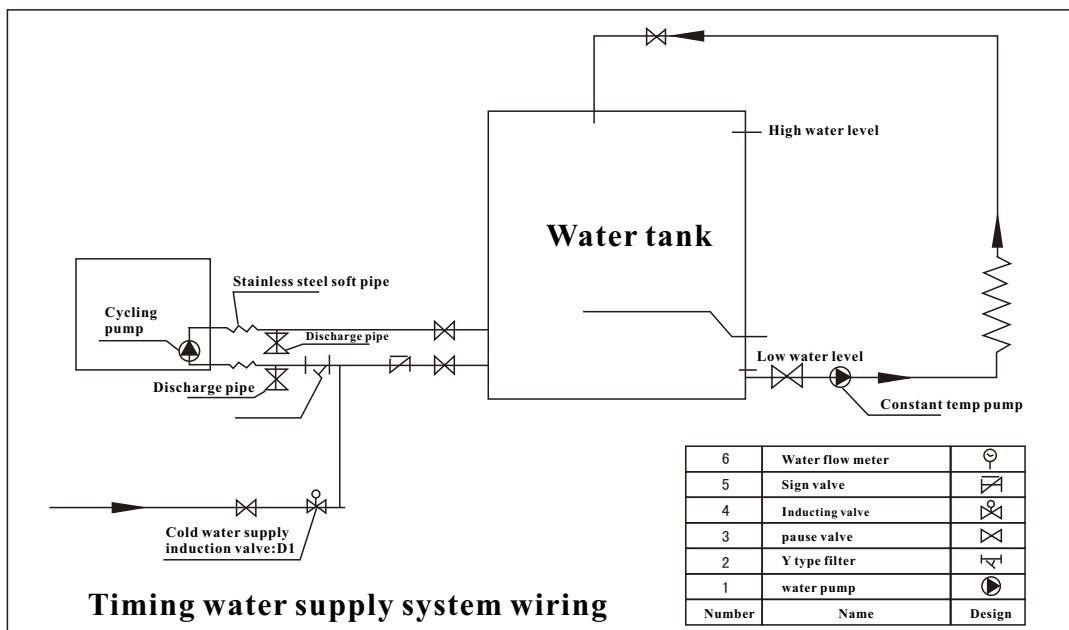 High water level
Water tank
Stainless steel soft pipe
Cycling
pump
Discharge pipe
Low water level
Discharge pipe
Constant temp pump
Cold water supply
induction valve:D1
6 Water flow meter
5 Sign valve
4 Inducting valve
3 pause valve
2 Y type filter
1 water pump
Number Name Design
Timing water supply system wiring